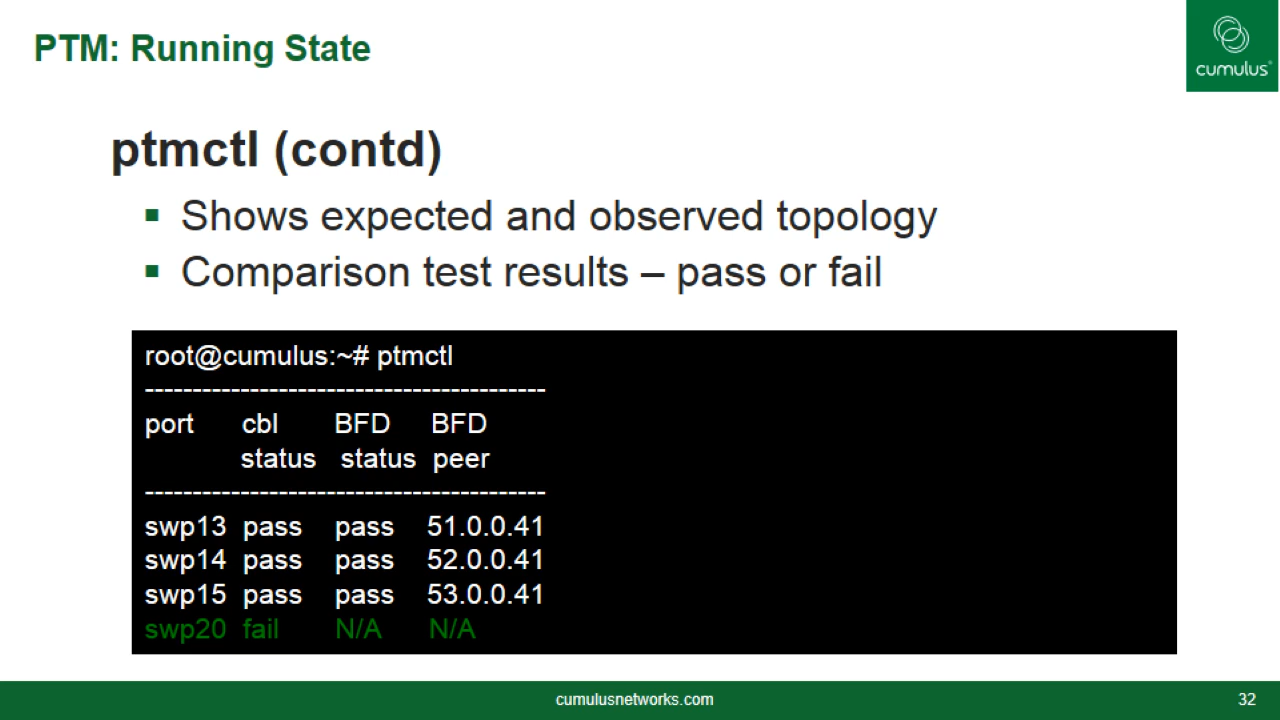 PTM: Running State
cumulus®
ptmctl (contd)
▪ Shows expected and observed topology
▪ Comparison test results – pass or fail
root@cumulus:~# ptmctl
------------------------------------------
port cbl BFD BFD
status status peer
------------------------------------------
swp13 pass pass 51.0.0.41
swp14 pass pass 52.0.0.41
swp15 pass pass 53.0.0.41
swp20 fail N/A N/A
cumulusnetworks.com 32